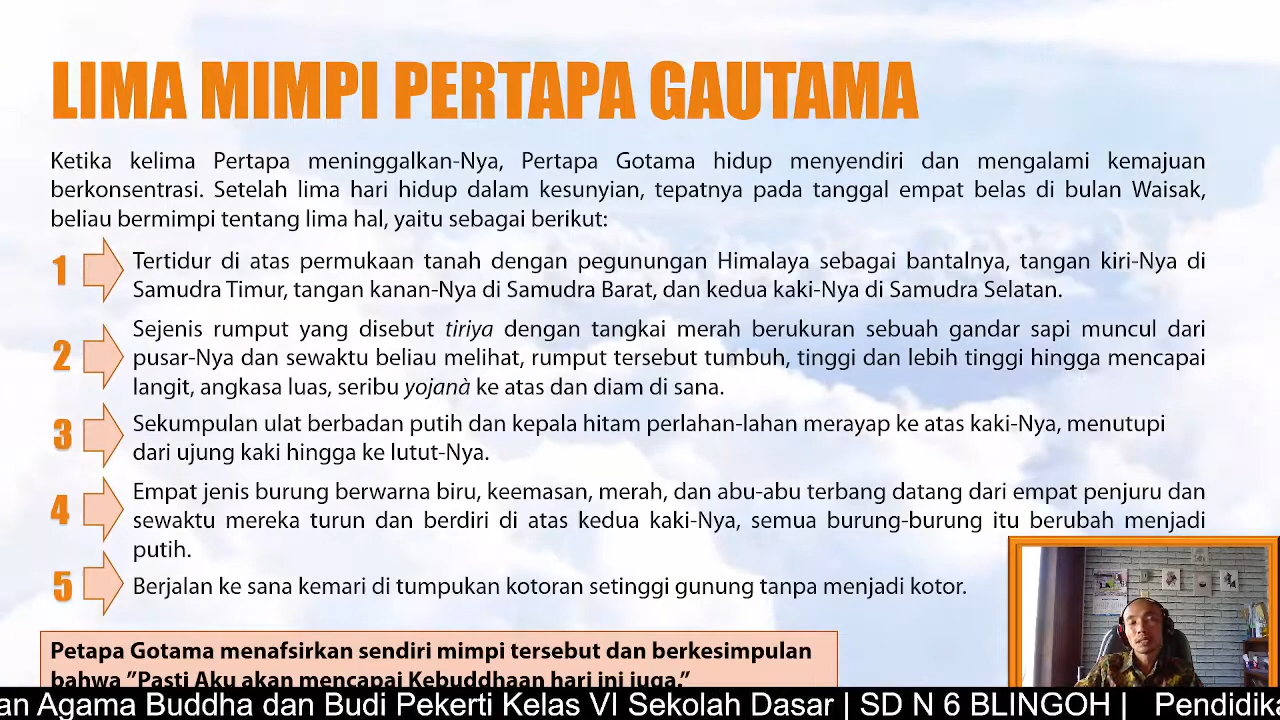 LIMA MIMPI PERTAPA GAUTAMA
Ketika kelima Pertapa meninggalkan-Nya, Pertapa Gotama hidup menyendiri dan mengalami kemajuan
berkonsentrasi. Setelah lima hari hidup dalam kesunyian, tepatnya pada tanggal empat belas di bulan Waisak,
beliau bermimpi tentang lima hal, yaitu sebagai berikut:
1 Tertidur di atas permukaan tanah dengan pegunungan Himalaya sebagai bantalnya, tangan kiri-Nya di
Samudra Timur, tangan kanan-Nya di Samudra Barat, dan kedua kaki-Nya di Samudra Selatan.
2 Sejenis rumput yang disebut tiriya dengan tangkai merah berukuran sebuah gandar sapi muncul dari
pusar-Nya dan sewaktu beliau melihat, rumput tersebut tumbuh, tinggi dan lebih tinggi hingga mencapai
langit, angkasa luas, seribu yojanà ke atas dan diam di sana.
3 Sekumpulan ulat berbadan putih dan kepala hitam perlahan-lahan merayap ke atas kaki-Nya, menutupi
dari ujung kaki hingga ke lutut-Nya.
4 Empat jenis burung berwarna biru, keemasan, merah, dan abu-abu terbang datang dari empat penjuru dan
sewaktu mereka turun dan berdiri di atas kedua kaki-Nya, semua burung-burung itu berubah menjadi
putih.
5 Berjalan ke sana kemari di tumpukan kotoran setinggi gunung tanpa menjadi kotor.
Petapa Gotama menafsirkan sendiri mimpi tersebut dan berkesimpulan
bahwa "Pasti Aku akan mencapai Kebuddhaan hari ini juga."
an Agama Buddha dan Budi Pekerti Kelas VI Sekolah Dasar | SD N 6 BLINGOH | Pendidika